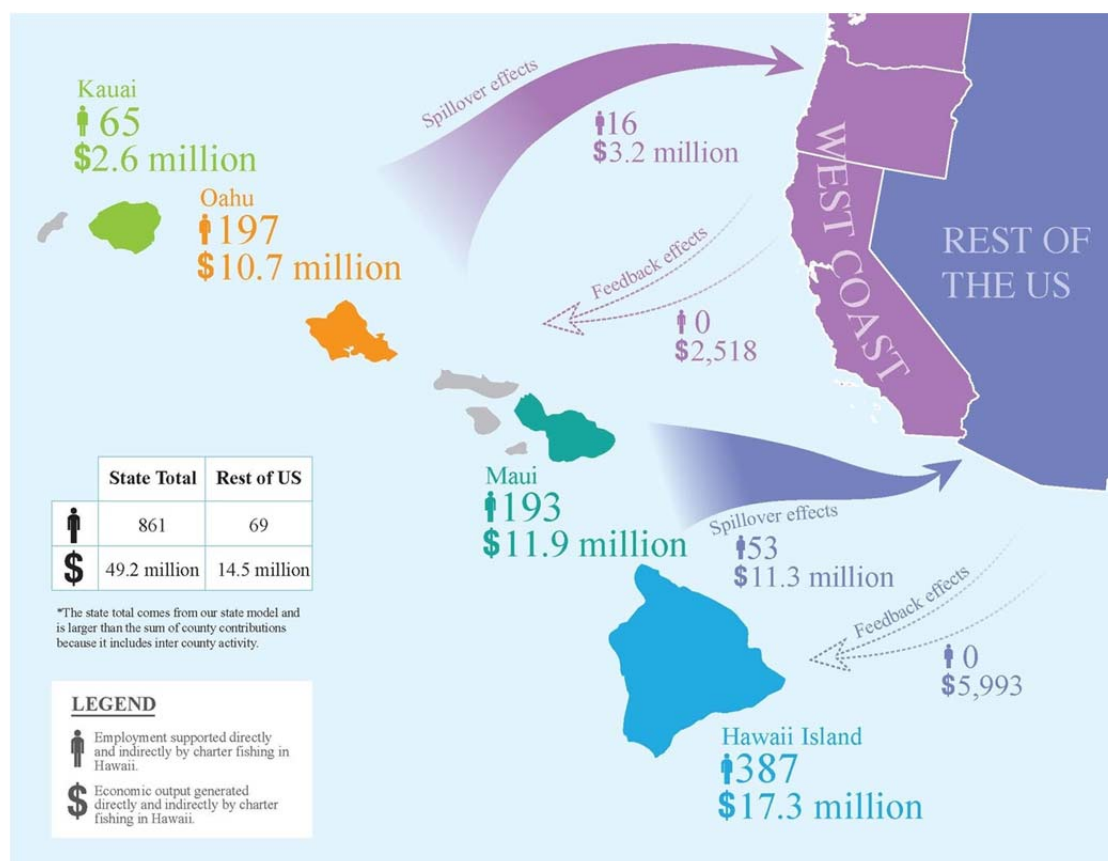 Kauai
65
$2.6 million
Oahu
197
$10.7 million
Spillover effects
16
$3.2 million
Feedback effects
0
$2,518
WEST COAST
REST OF
THE US
Maui
193
$11.9 million
Spillover effects
53
$11.3 million
Feedback effects
0
$5,993
Hawaii Island
387
$17.3 million
State Total Rest of US
861 69
$ 49.2 million 14.5 million
*The state total comes from our state model and
is larger than the sum of county contributions
because it includes inter county activity.
LEGEND
Employment supported directly
and indirectly by charter fishing in
Hawaii.
$ Economic output generated
directly and indirectly by charter
fishing in Hawaii.